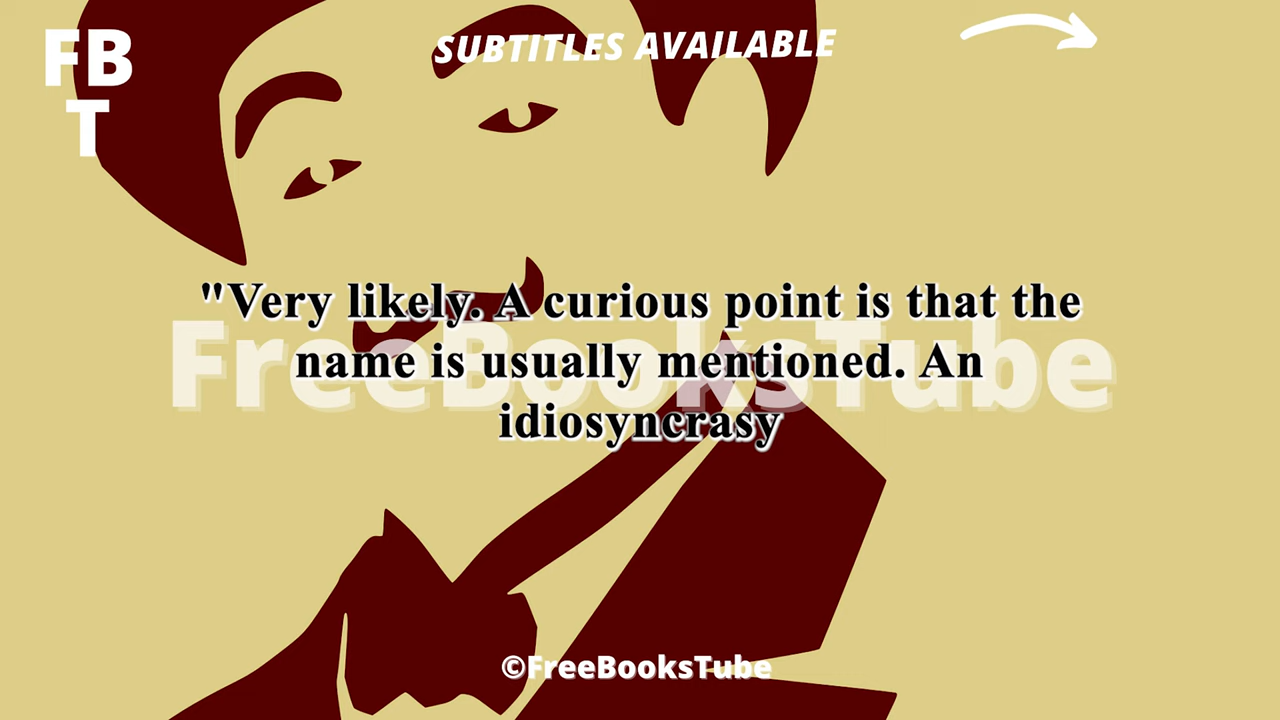 FB
T
SUBTITLES AVAILABLE
"Very likely. A curious point is that the
name is usually mentioned. An
idiosyncrasy
FreeBooksTube
©FreeBooksTube